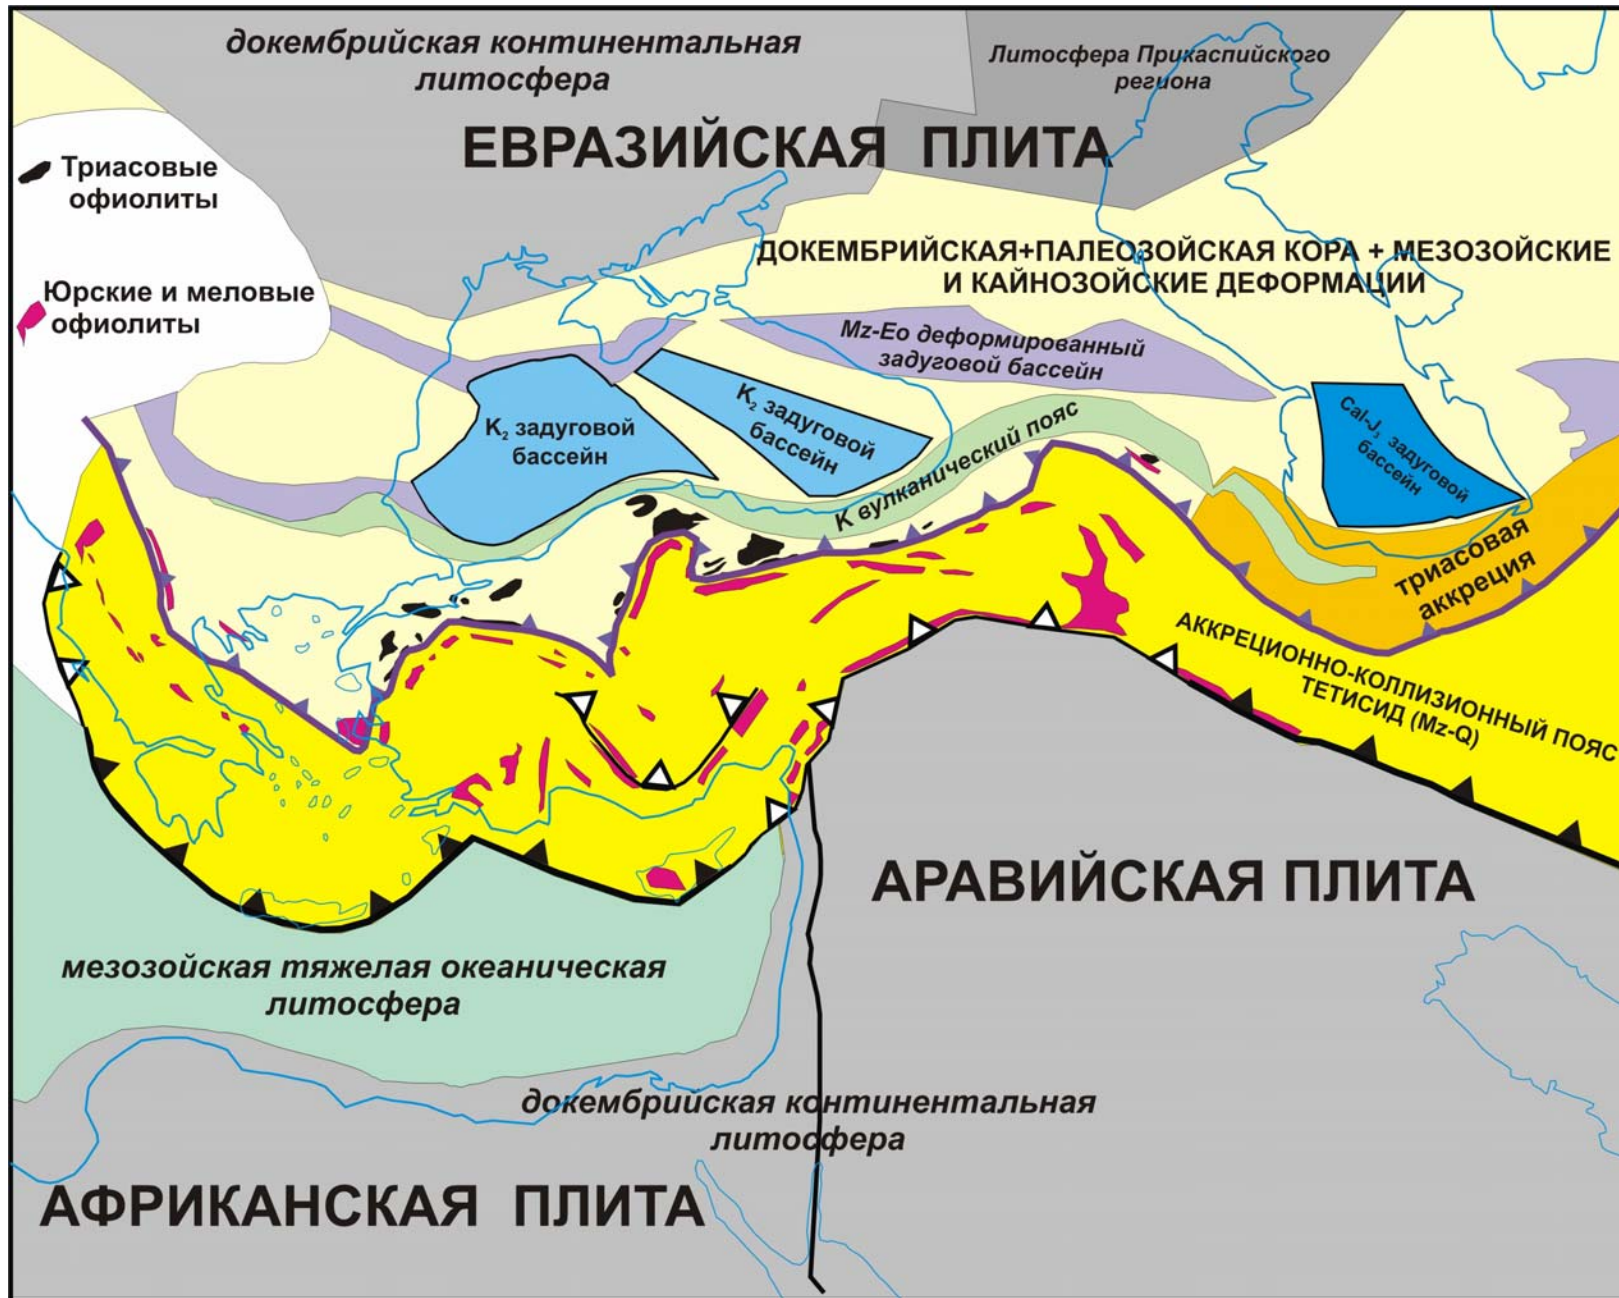 докембрийская континентальная
литосфера
Литосфера Прикаспийского
региона
ЕВРАЗИЙСКАЯ ПЛИТА
Триасовые
офиолиты
Юрские и меловые
офиолиты
ДОКЕМБРИЙСКАЯ+ПАЛЕОЗОЙСКАЯ КОРА + МЕЗОЗОЙСКИЕ
И КАЙНОЗОЙСКИЕ ДЕФОРМАЦИИ
Mz-Eo деформированный
задуговой бассейн
K₂ задуговой
бассейн
K₂ задуговой
бассейн
K вулканический пояс
Cal-J₃ задуговой
бассейн
триасовая
аккреция
АККРЕЦИОННО-КОЛЛИЗИОННЫЙ ПОЯС
ТЕТИСИД (Mz-Q)
АРАВИЙСКАЯ ПЛИТА
мезозойская тяжелая океаническая
литосфера
докембрийская континентальная
литосфера
АФРИКАНСКАЯ ПЛИТА